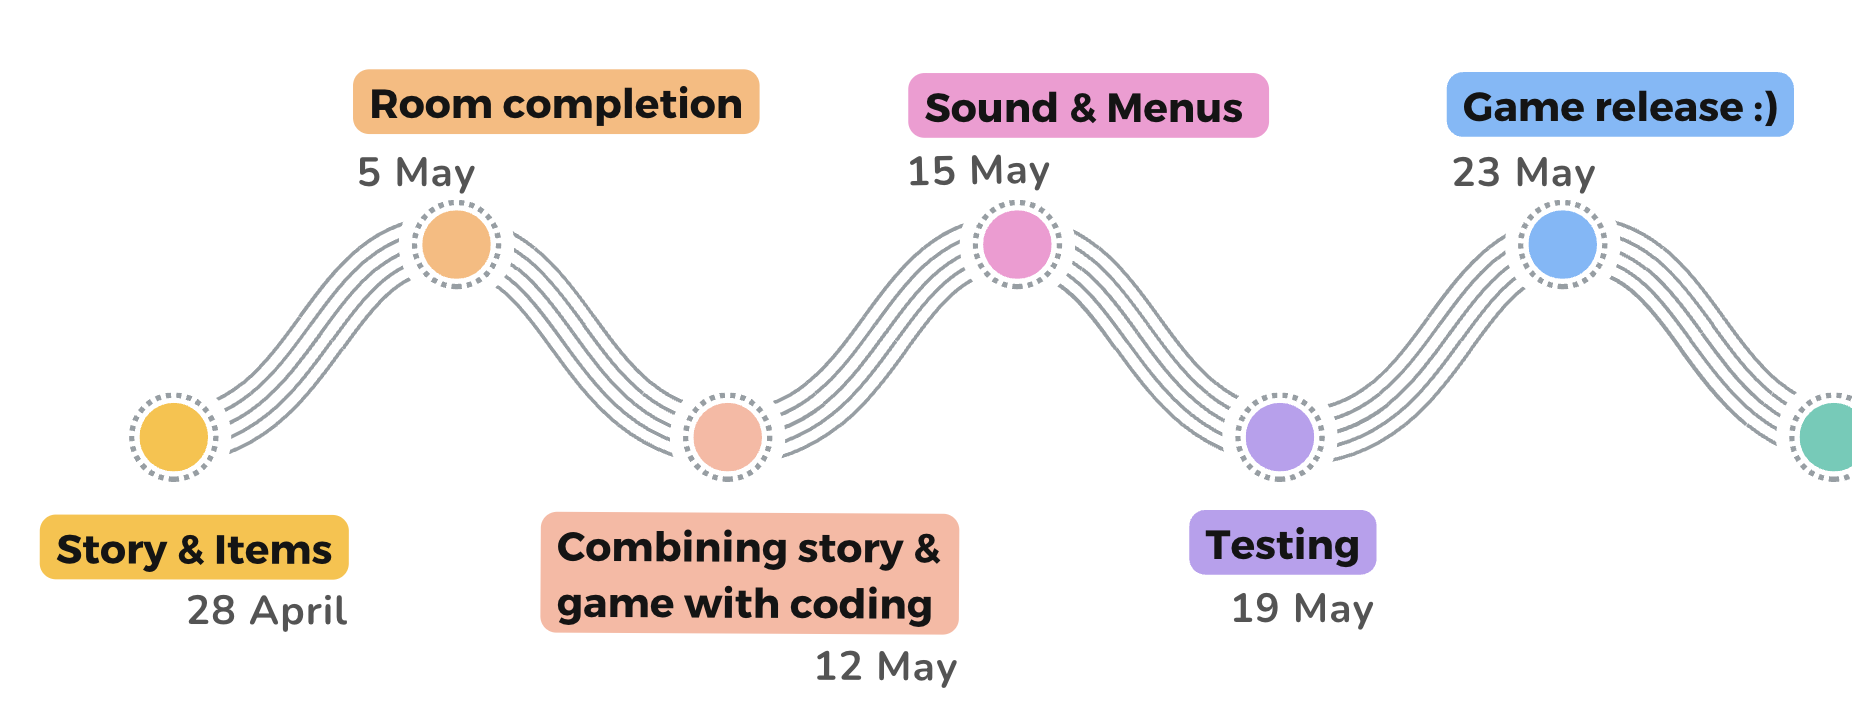 Story & Items
28 April
Room completion
5 May
Combining story &
game with coding
12 May
Sound & Menus
15 May
Testing
19 May
Game release :)
23 May